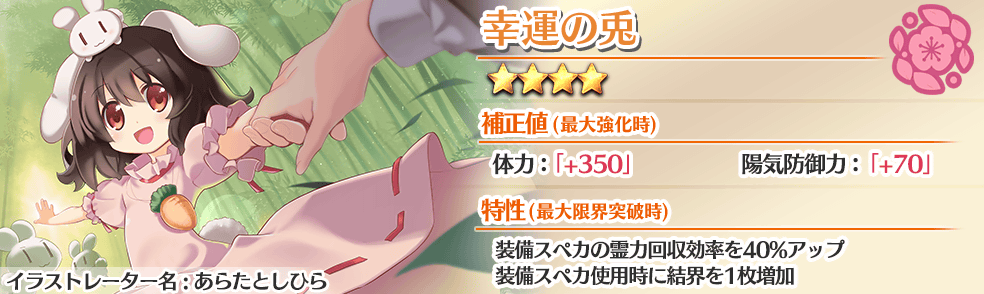 幸運の兎
補正値 (最大強化時)
体力：「+350」 陽気防御力：「+70」
特性 (最大限界突破時)
装備スペカの霊力回収効率を40%アップ
装備スペカ使用時に結界を1枚増加
イラストレーター名：あらたとしひら